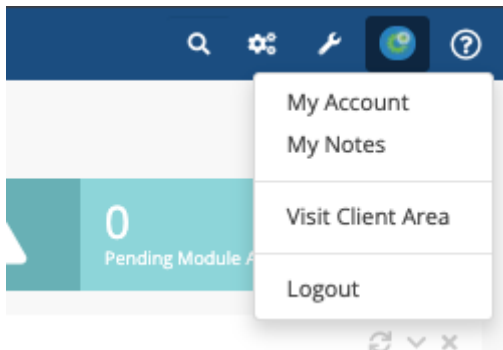 My Account
My Notes
Visit Client Area
Logout
0
Pending Module